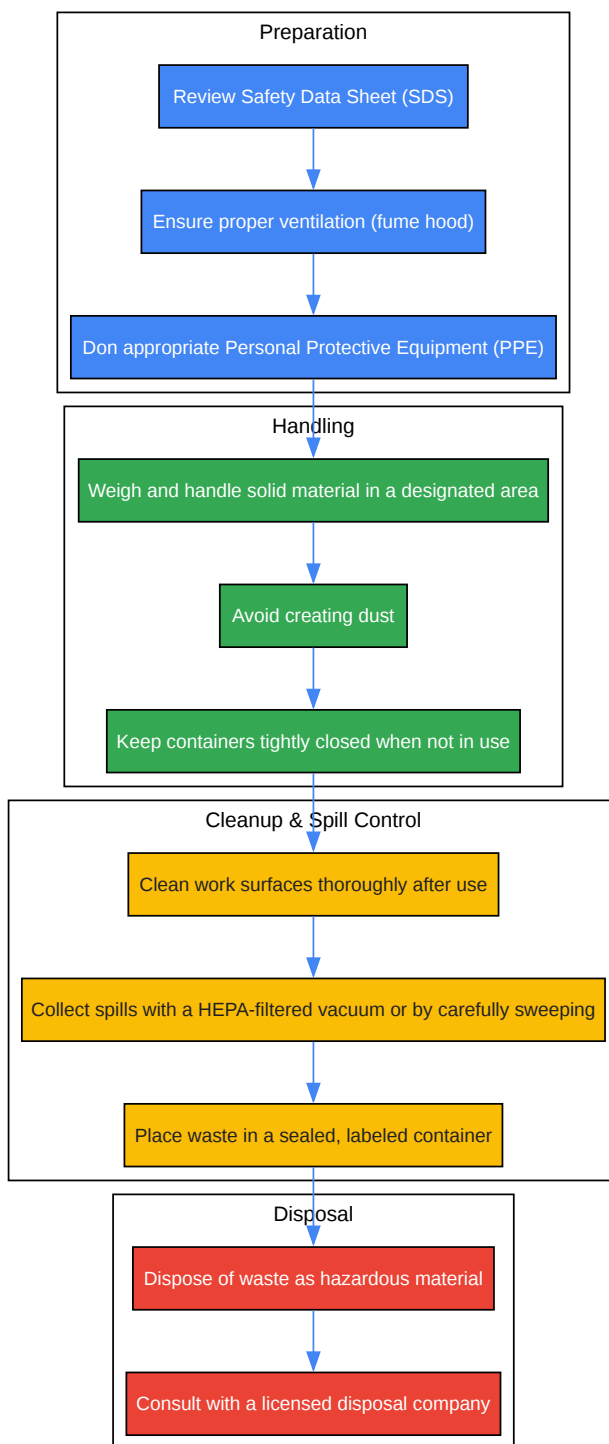 Preparation
Review Safety Data Sheet (SDS)
Ensure proper ventilation (fume hood)
Don appropriate Personal Protective Equipment (PPE)
Handling
Weigh and handle solid material in a designated area
Avoid creating dust
Keep containers tightly closed when not in use
Cleanup & Spill Control
Clean work surfaces thoroughly after use
Collect spills with a HEPA-filtered vacuum or by carefully sweeping
Place waste in a sealed, labeled container
Disposal
Dispose of waste as hazardous material
Consult with a licensed disposal company